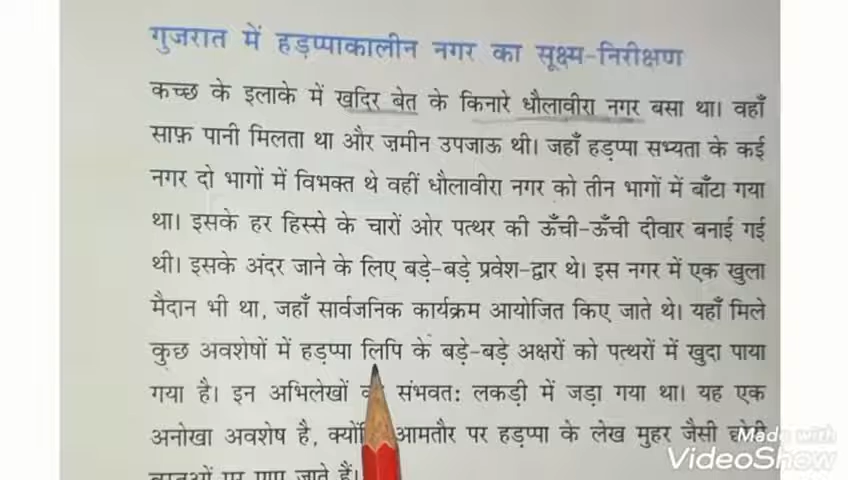 गुजरात में हड़प्पाकालीन नगर का सूक्ष्म-निरीक्षण
कच्छ के इलाके में खदिर बेत के किनारे धौलावीरा नगर बसा था। वहाँ
साफ़ पानी मिलता था और ज़मीन उपजाऊ थी। जहाँ हड़प्पा सभ्यता के कई
नगर दो भागों में विभक्त थे वहीं धौलावीरा नगर को तीन भागों में बाँटा गया
था। इसके हर हिस्से के चारों ओर पत्थर की ऊँची-ऊँची दीवार बनाई गई
थी। इसके अंदर जाने के लिए बड़े-बड़े प्रवेश-द्वार थे। इस नगर में एक खुला
मैदान भी था, जहाँ सार्वजनिक कार्यक्रम आयोजित किए जाते थे। यहाँ मिले
कुछ अवशेषों में हड़प्पा लिपि के बड़े-बड़े अक्षरों को पत्थरों में खुदा पाया
गया है। इन अभिलेखों संभवत: लकड़ी में जड़ा गया था। यह एक
अनोखा अवशेष है, आमतौर पर हड़प्पा के लेख मुहर जैसी
पर पाए जाते हैं।
Made with
VideoShow